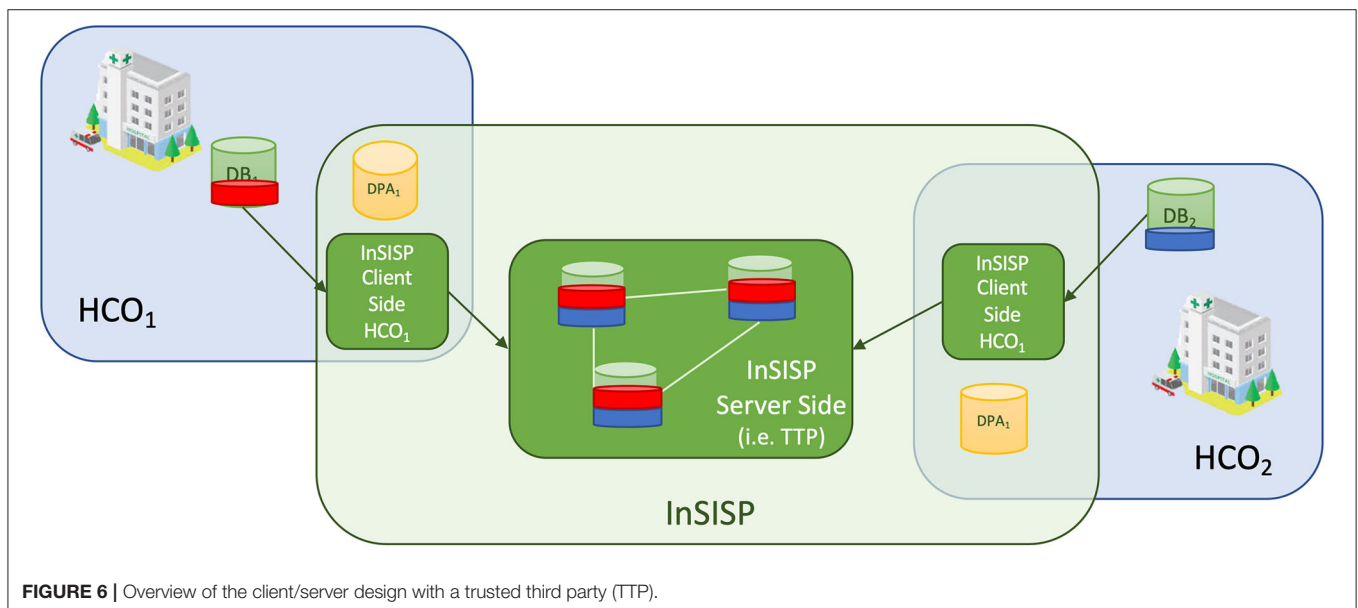 DB₁
DPA₁
InSISP
Client
Side
HCO₁
HCO₁
InSISP
Server Side
(i.e. TTP)
InSISP
Client
Side
HCO₁
DPA₁
DB₂
HOSPITAL
HCO₂
InSISP
FIGURE 6 | Overview of the client/server design with a trusted third party (TTP).